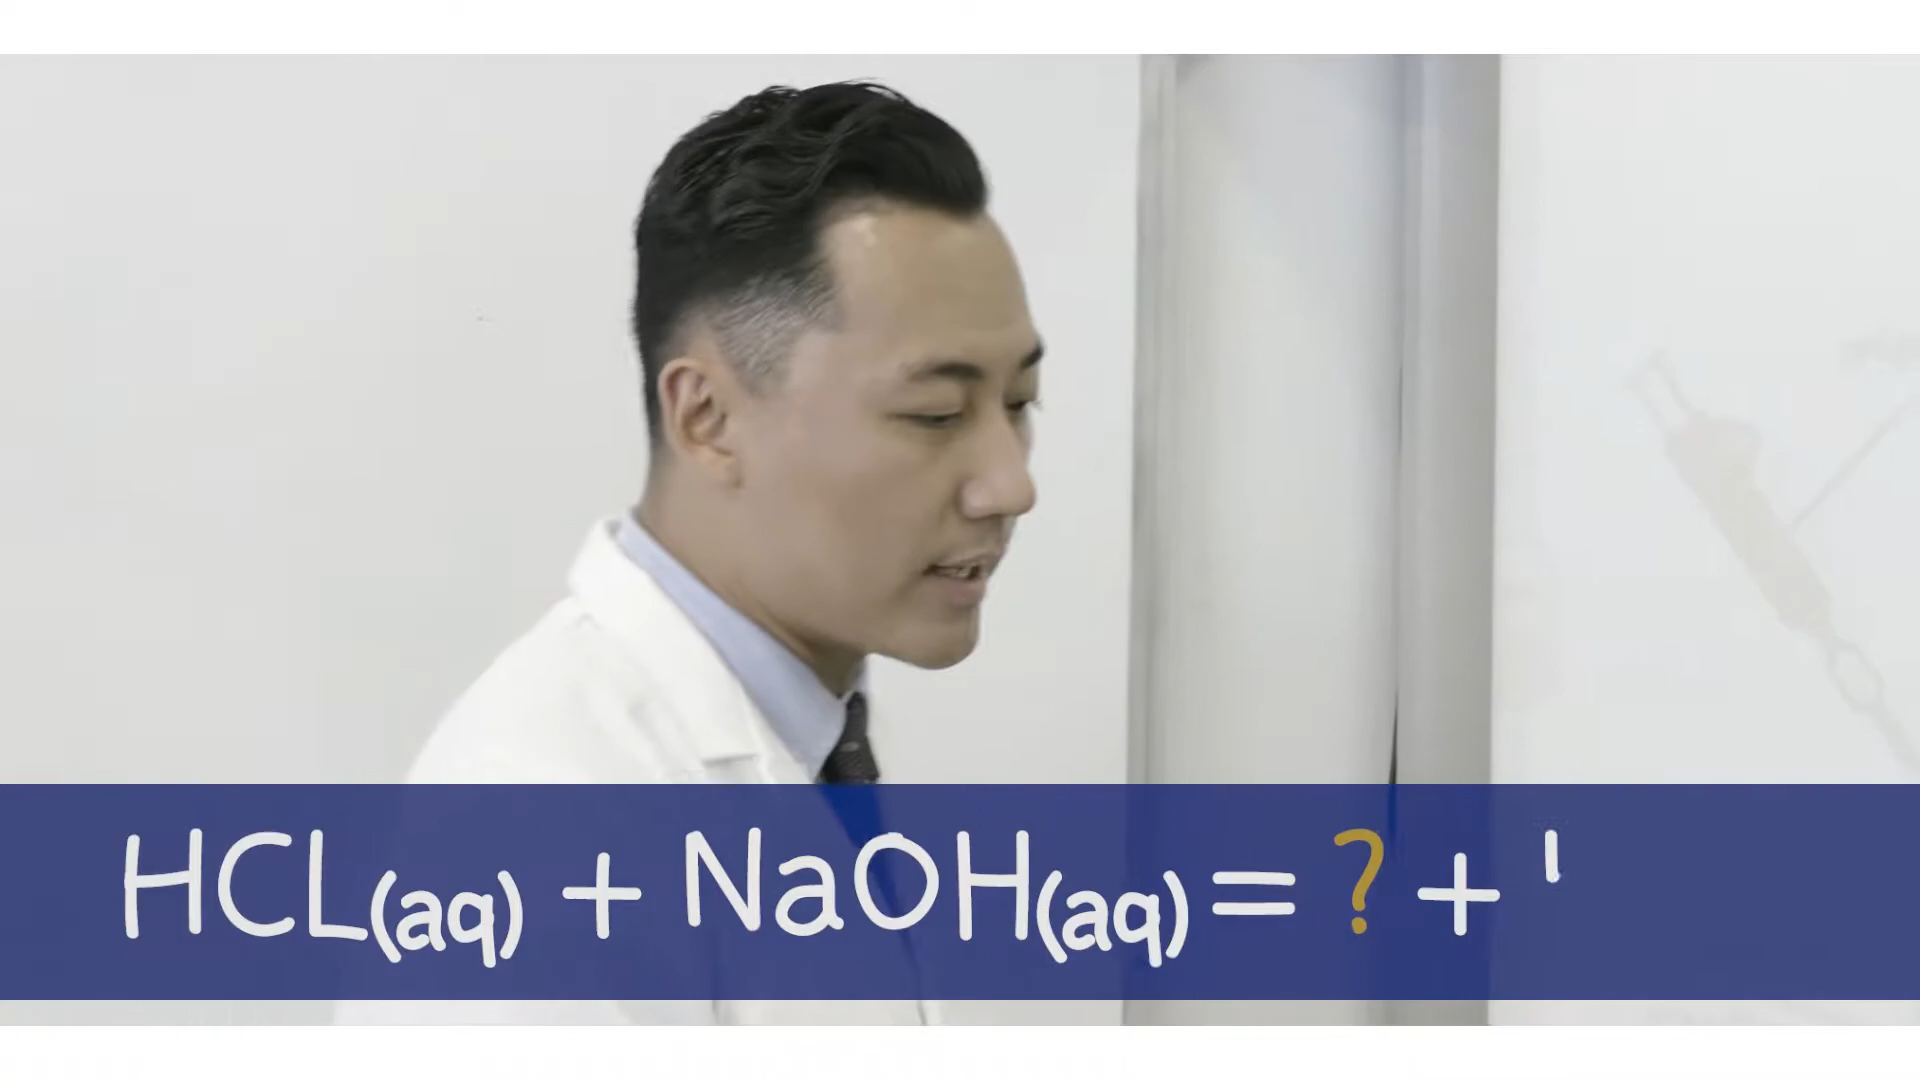 HCL(aq) + NaOH(aq) = ? +